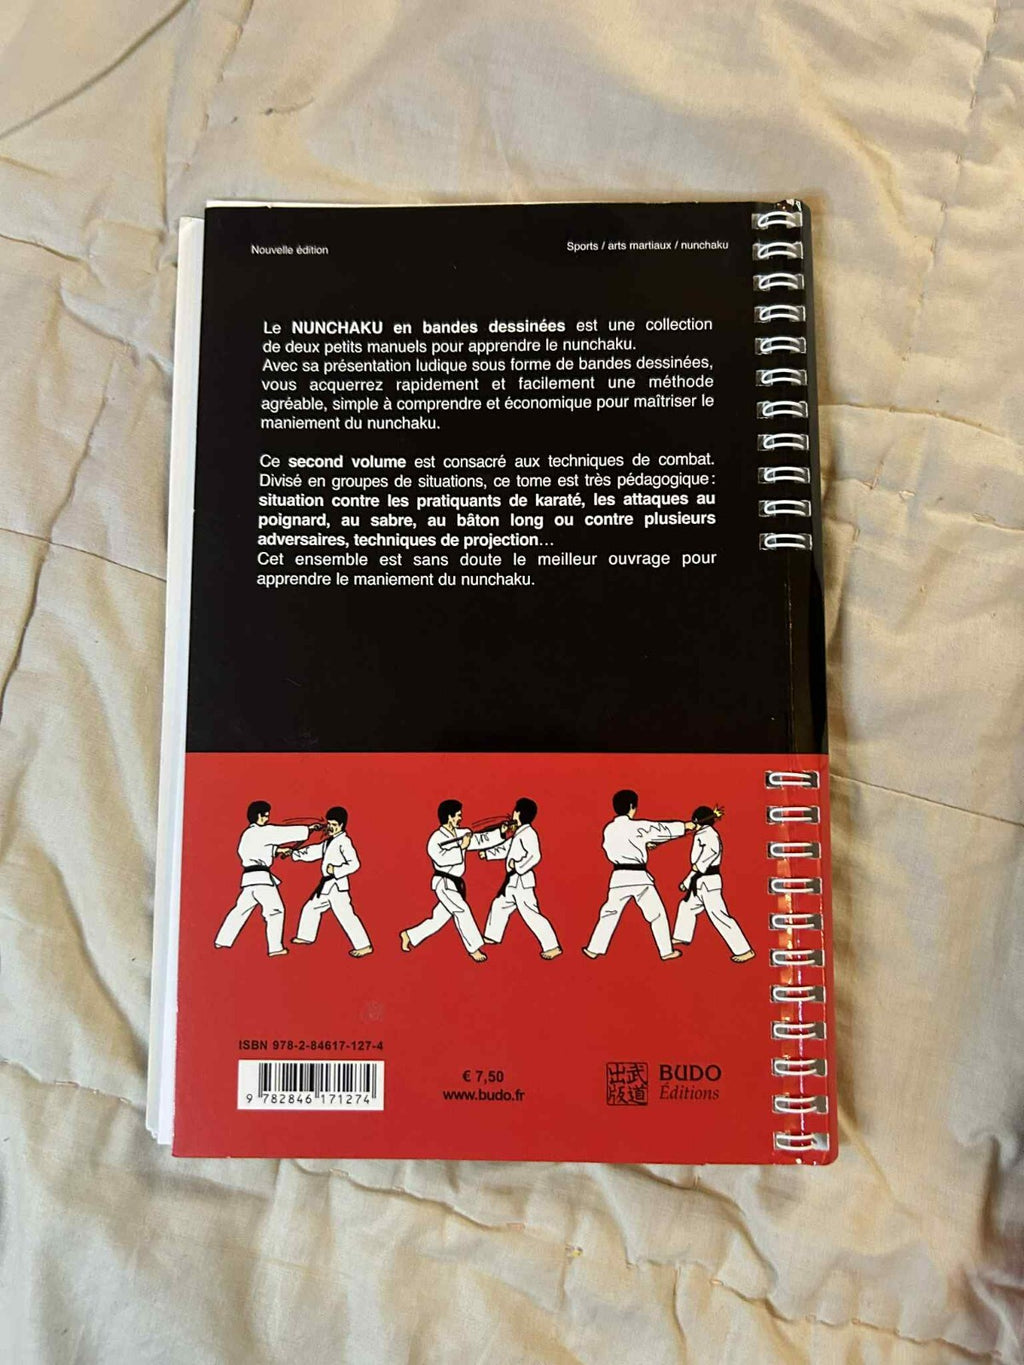 Nouvelle édition
Sports / arts martiaux / nunchaku
Le NUNCHAKU en bandes dessinées est une collection
de deux petits manuels pour apprendre le nunchaku.
Avec sa présentation ludique sous forme de bandes dessinées,
vous acquerrez rapidement et facilement une méthode
agréable, simple à comprendre et économique pour maîtriser le
maniement du nunchaku.
Ce second volume est consacré aux techniques de combat.
Divisé en groupes de situations, ce tome est très pédagogique :
situation contre les pratiquants de karaté, les attaques au
poignard, au sabre, au bâton long ou contre plusieurs
adversaires, techniques de projection...
Cet ensemble est sans doute le meilleur ouvrage pour
apprendre le maniement du nunchaku.
ISBN 978-2-84617-127-4
9 782846 171274
€ 7,50
www.budo.fr
出武
版道
BUDO
Éditions